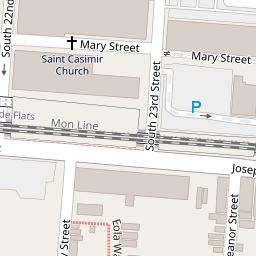 South 22nd
Mary Street
Mary Street
Saint Casimir
Church
South 23rd Street
P
de Flats
Mon Line
Josep
y Street
Eola Wa
eanor Street